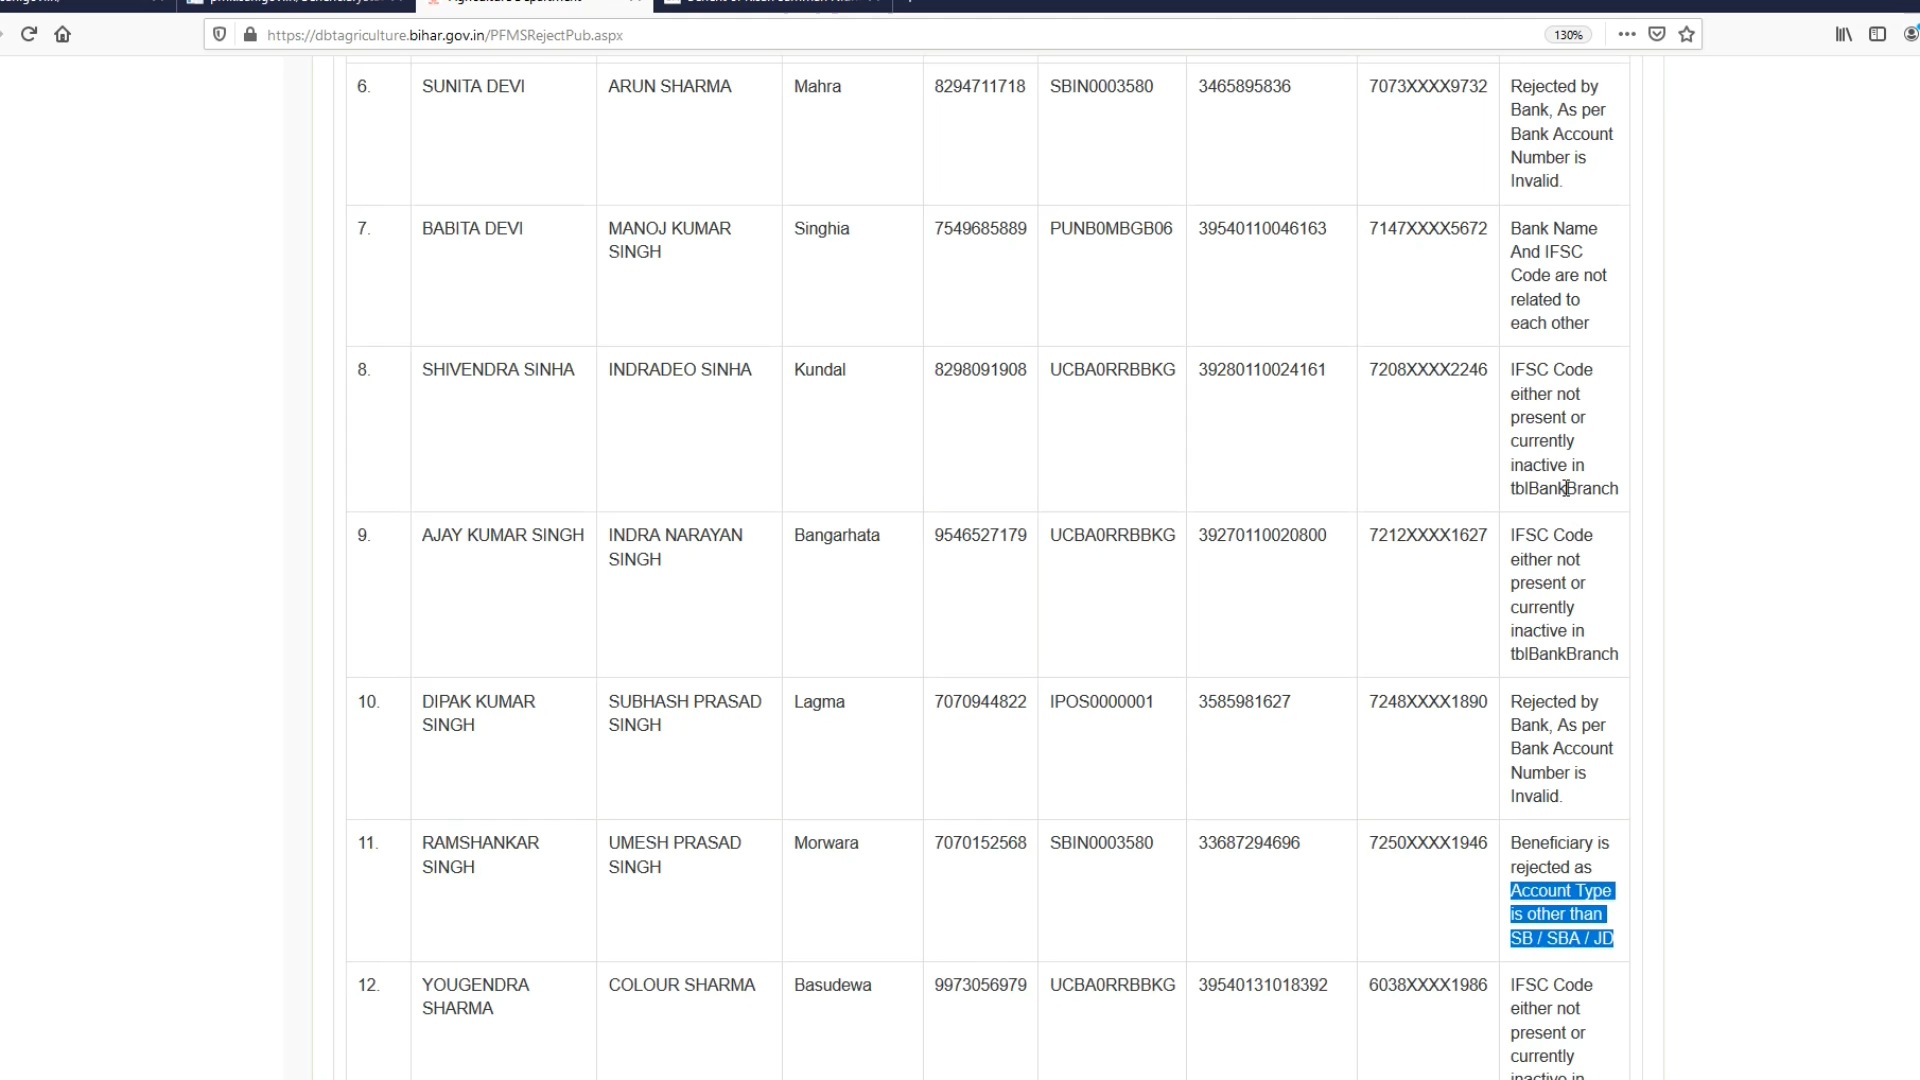 https://dbtagriculture.bihar.gov.in/PFMSRejectPub.aspx
130%
6. SUNITA DEVI ARUN SHARMA Mahra 8294711718 SBIN0003580 3465895836 7073XXXX9732 Rejected by
Bank, As per
Bank Account
Number is
Invalid.
7. BABITA DEVI MANOJ KUMAR Singhia 7549685889 PUNB0MBGB06 39540110046163 7147XXXX5672 Bank Name
SINGH And IFSC
Code are not
related to
each other
8. SHIVENDRA SINHA INDRADEO SINHA Kundal 8298091908 UCBA0RRBBKG 39280110024161 7208XXXX2246 IFSC Code
either not
present or
currently
inactive in
tblBankBranch
9. AJAY KUMAR SINGH INDRA NARAYAN Bangarhata 9546527179 UCBA0RRBBKG 39270110020800 7212XXXX1627 IFSC Code
SINGH either not
present or
currently
inactive in
tblBankBranch
10. DIPAK KUMAR SUBHASH PRASAD Lagma 7070944822 IPOS0000001 3585981627 7248XXXX1890 Rejected by
SINGH SINGH Bank, As per
Bank Account
Number is
Invalid.
11. RAMSHANKAR UMESH PRASAD Morwara 7070152568 SBIN0003580 33687294696 7250XXXX1946 Beneficiary is
SINGH SINGH rejected as
Account Type
is other than
SB / SBA / JD
12. YOUGENDRA COLOUR SHARMA Basudewa 9973056979 UCBA0RRBBKG 39540131018392 6038XXXX1986 IFSC Code
SHARMA either not
present or
currently
inactive in